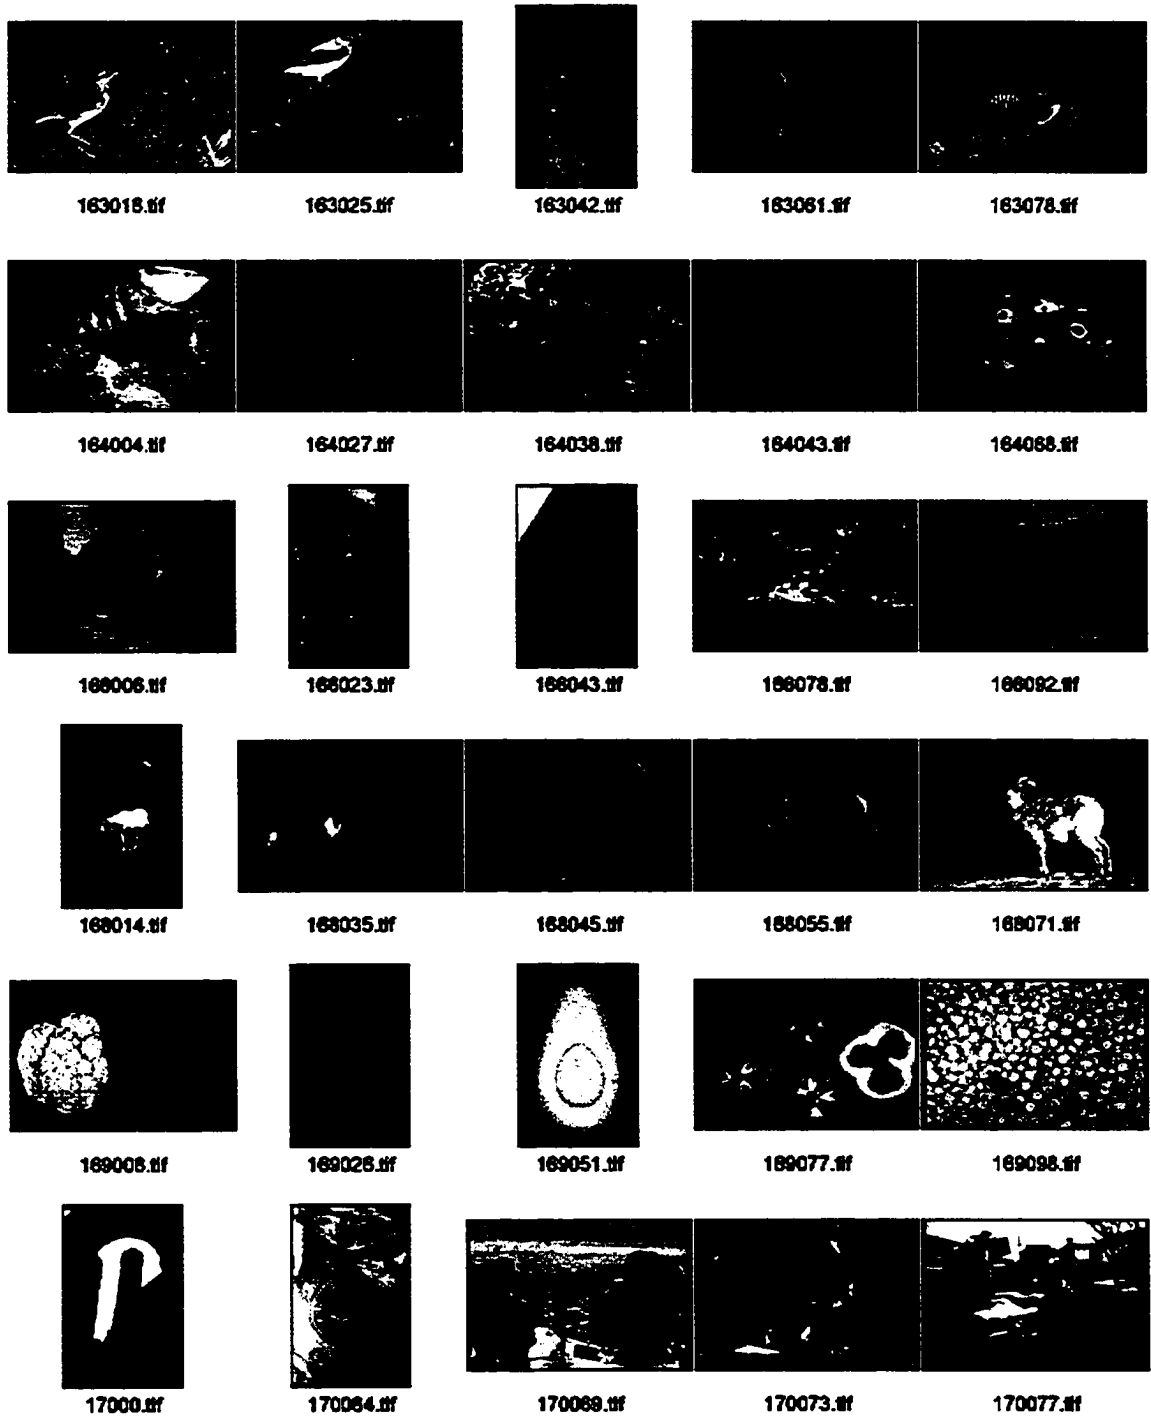 163016.tif 163025.tif 163042.tif 163061.tif 163078.tif
164004.tif 164027.tif 164038.tif 164043.tif 164068.tif
166006.tif 166023.tif 166043.tif 166078.tif 166092.tif
168014.tif 168035.tif 168045.tif 168055.tif 168071.tif
169006.tif 169026.tif 169051.tif 169077.tif 169098.tif
17000.tif 170064.tif 170069.tif 170073.tif 170077.tif